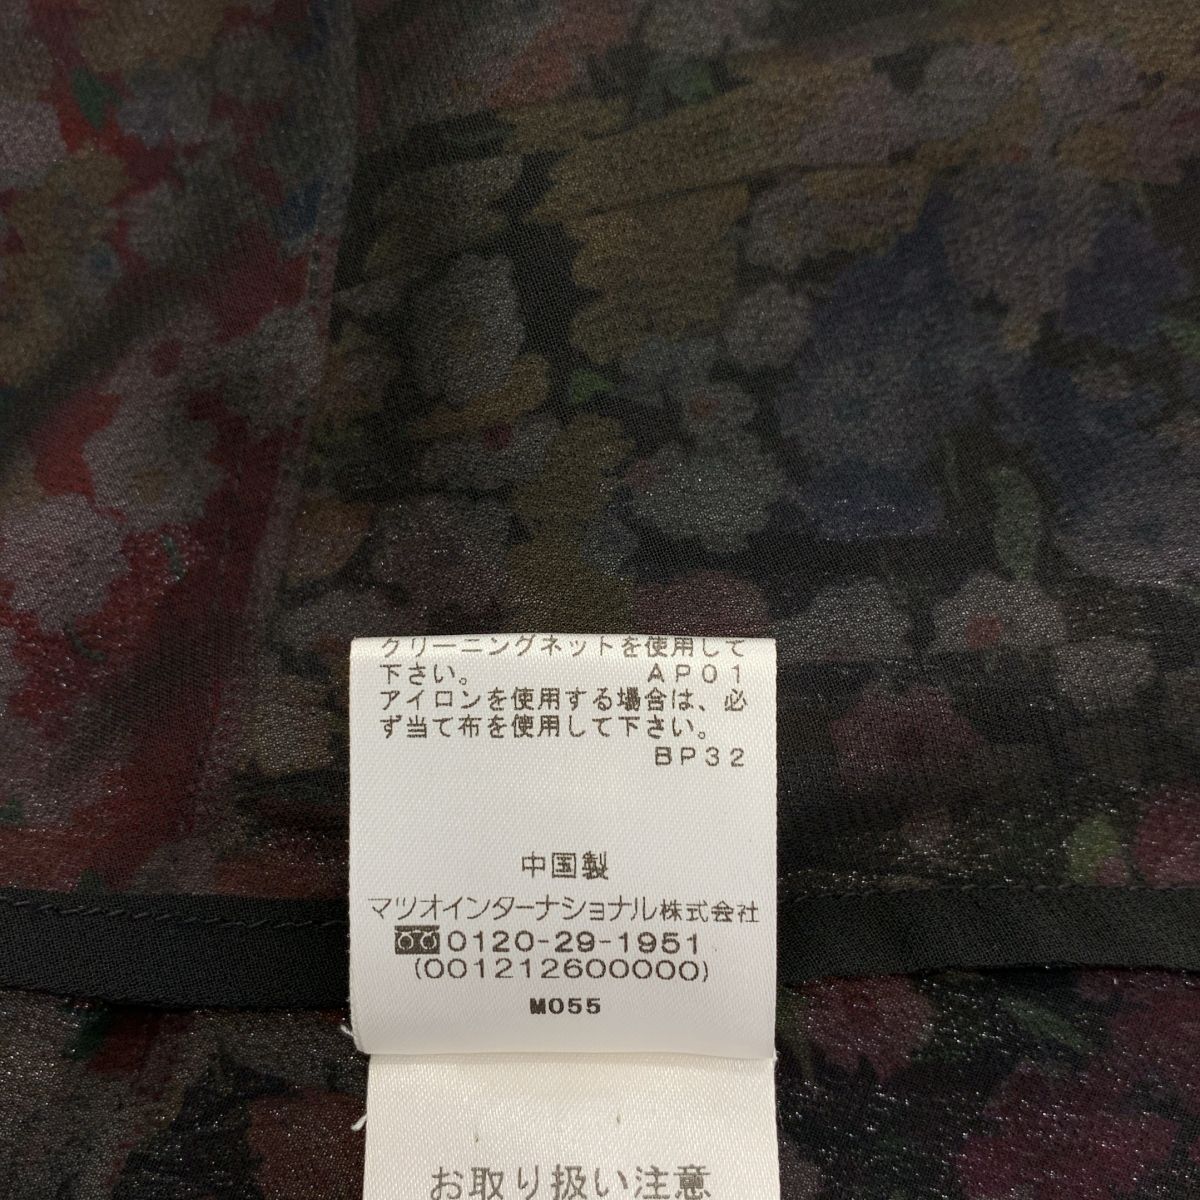 クリーニングネットを使用して
下さい。 AP01
アイロンを使用する場合は、必
ず当て布を使用して下さい。
BP32
中国製
マツオインターナショナル株式会社
0120-29-1951
(001212600000)
M055
お取り扱い注意